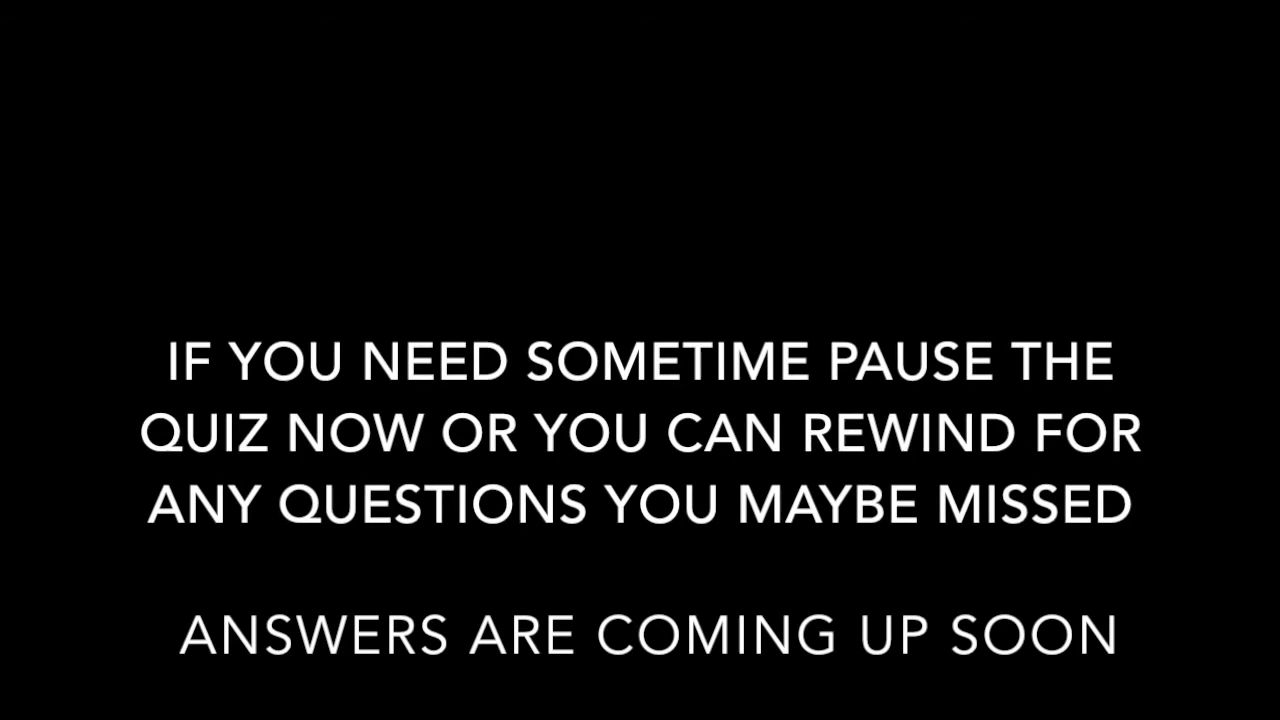 IF YOU NEED SOMETIME PAUSE THE
QUIZ NOW OR YOU CAN REWIND FOR
ANY QUESTIONS YOU MAYBE MISSED
ANSWERS ARE COMING UP SOON